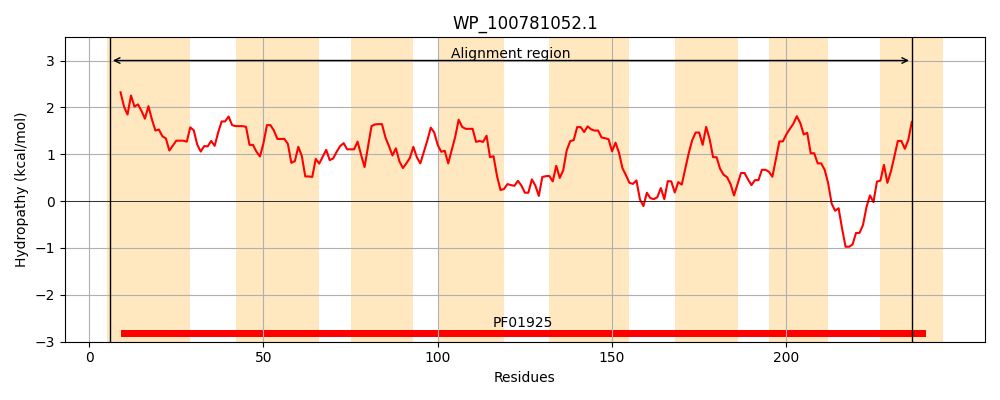 WP_100781052.1
Hydropathy (kcal/mol)
3
2
1
0
−1
−2
−3
Alignment region
PF01925
0
50
100
150
200
Residues